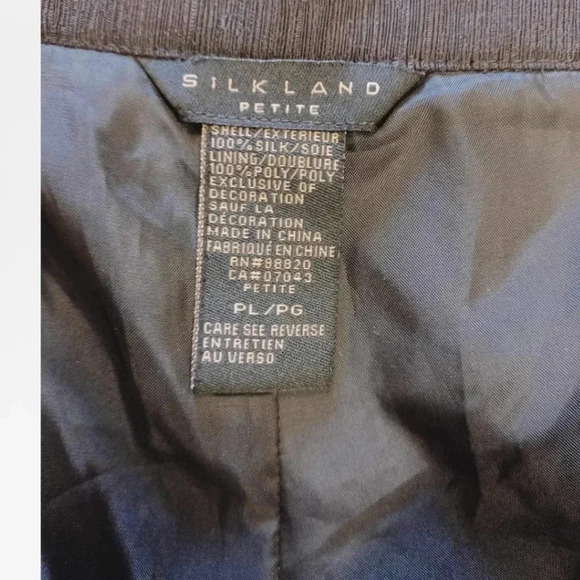 SILKLAND
PETITE
SHELL/EXTERIEUR
100%SILK/SOIE
LINING/DOUBLURE
100%POLY/POLY
EXCLUSIVE OF
DECORATION
SAUF LA
DÉCORATION
MADE IN CHINA
FABRIQUÉ EN CHINE
RN#88820
CA#07043
PETITE
PL/PG
CARE SEE REVERSE
ENTRETIEN
AU VERSO